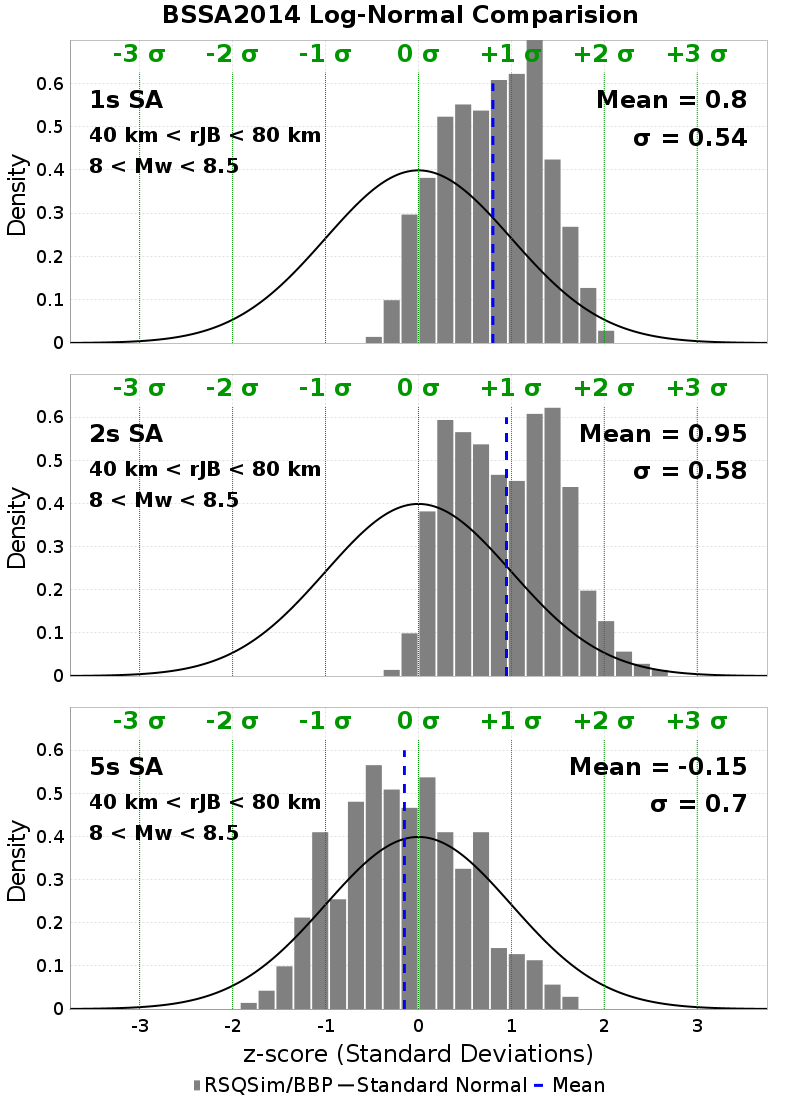 BSSA2014 Log-Normal Comparision
-3 σ -2 σ -1 σ 0 σ +1 σ +2 σ +3 σ
1s SA
Mean = 0.8
40 km < rJB < 80 km
σ = 0.54
8 < Mw < 8.5
Density
0.6
0.5
0.4
0.3
0.2
0.1
0
-3 σ -2 σ -1 σ 0 σ +1 σ +2 σ +3 σ
2s SA
Mean = 0.95
40 km < rJB < 80 km
σ = 0.58
8 < Mw < 8.5
Density
0.6
0.5
0.4
0.3
0.2
0.1
0
-3 σ -2 σ -1 σ 0 σ +1 σ +2 σ +3 σ
5s SA
Mean = -0.15
40 km < rJB < 80 km
σ = 0.7
8 < Mw < 8.5
Density
0.6
0.5
0.4
0.3
0.2
0.1
0
-3 -2 -1 0 1 2 3
z-score (Standard Deviations)
RSQSim/BBP Standard Normal Mean